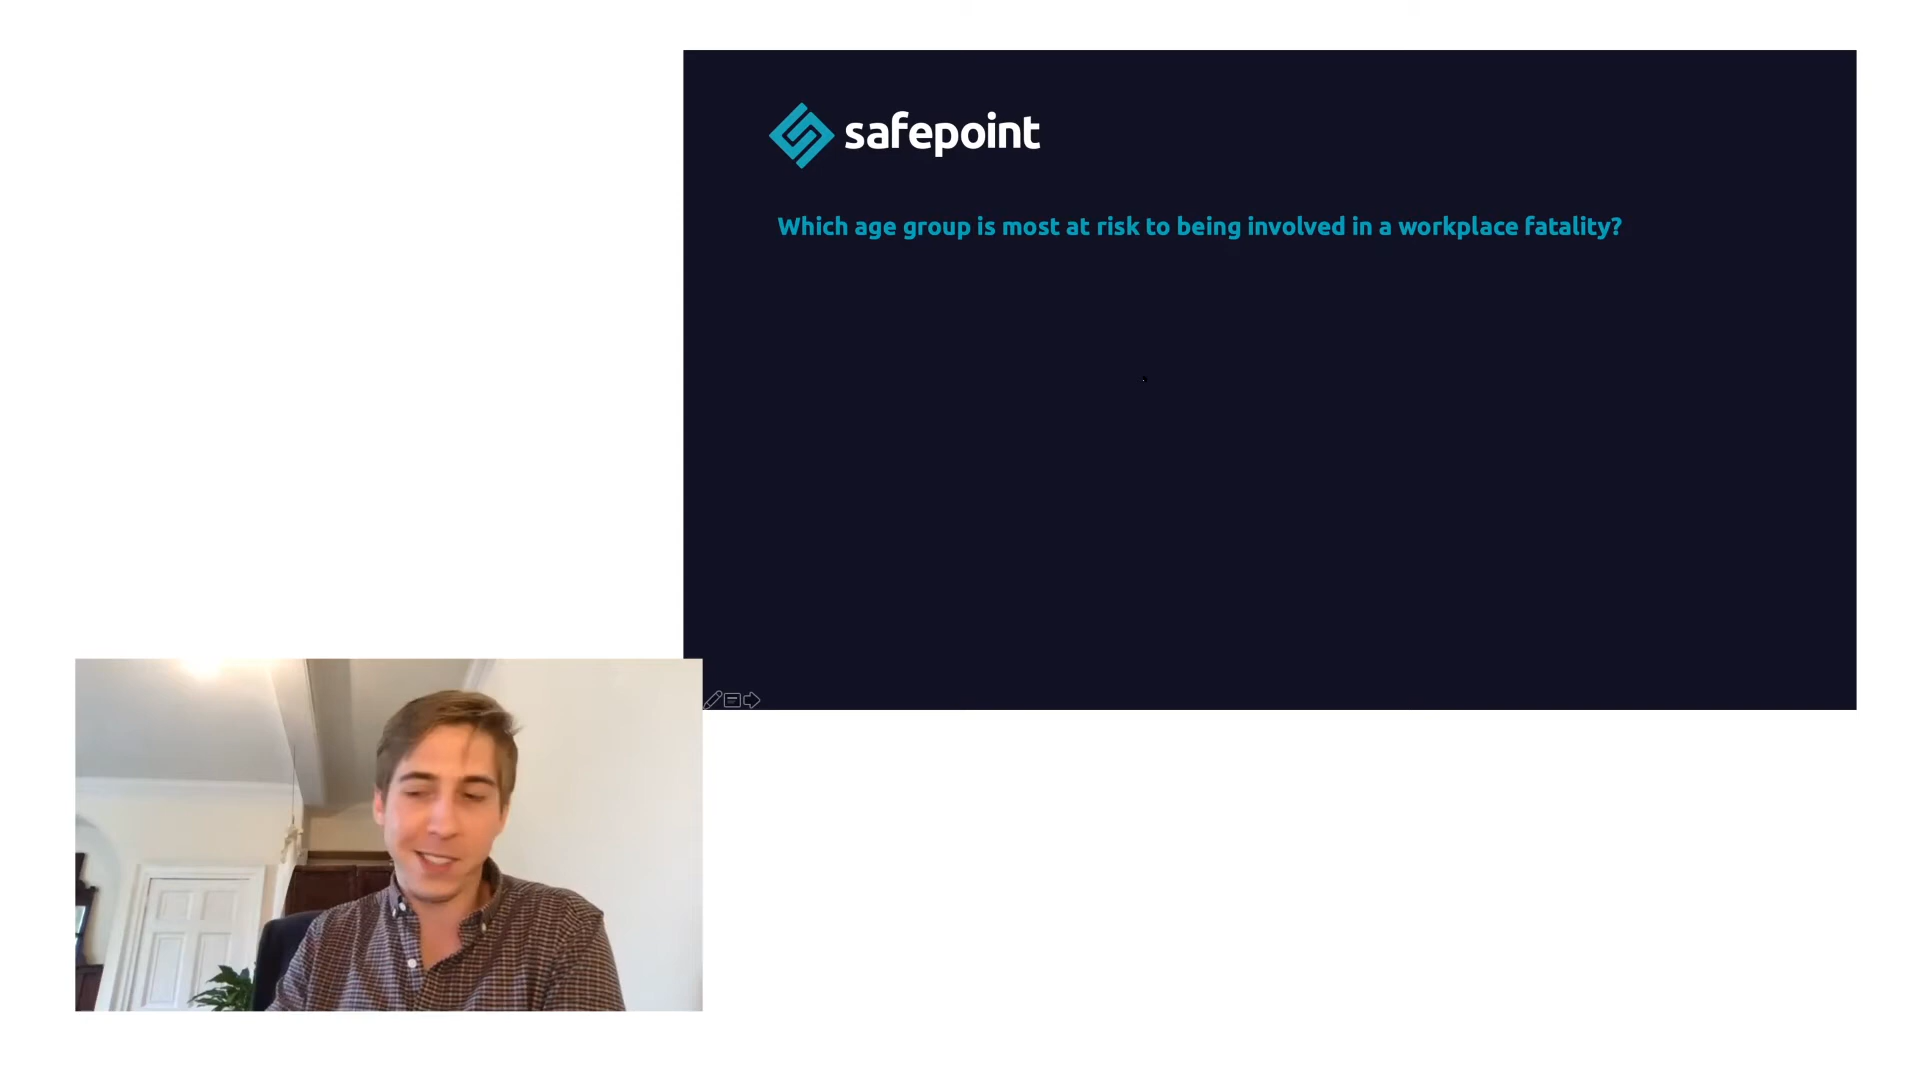 safepoint
Which age group is most at risk to being involved in a workplace fatality?